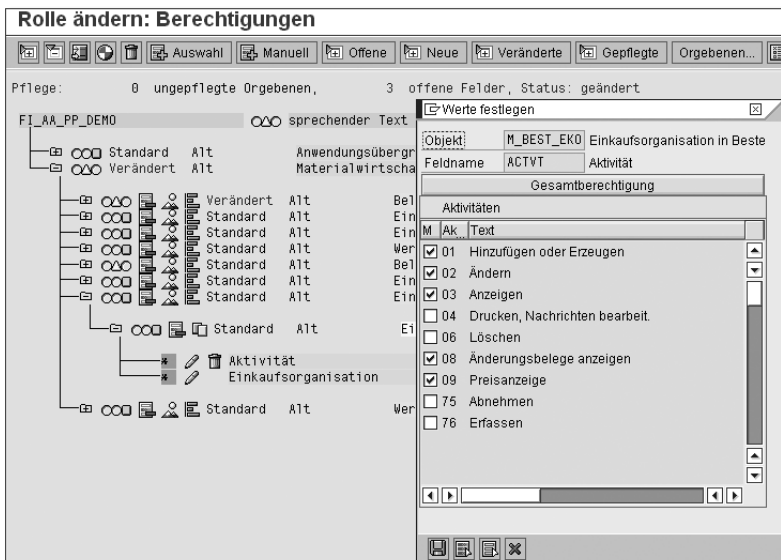 Rolle ändern: Berechtigungen
Auswahl Manuell Offene Neue Veränderte Gepflegte Orgebenen...
Pflege: 0 ungepflegte Orgebenen, 3 offene Felder, Status: geändert
FI_AA_PP_DEMO sprechender Text
Standard Alt Anwendungsübergr
Verändert Alt Materialwirtscha
Verändert Alt Bel
Standard Alt Ein
Standard Alt Ein
Standard Alt Wer
Standard Alt Bel
Standard Alt Ein
Standard Alt Ein
Standard Alt Ei
* Aktivität
* Einkaufsorganisation
Standard Alt Wer
Werte festlegen
Objekt M_BEST_EKO Einkaufsorganisation in Beste
Feldname ACTVT Aktivität
Gesamtberechtigung
Aktivitäten
M Ak... Text
01 Hinzufügen oder Erzeugen
02 Ändern
03 Anzeigen
04 Drucken, Nachrichten bearbeit.
06 Löschen
08 Änderungsbelege anzeigen
09 Preisanzeige
75 Abnehmen
76 Erfassen